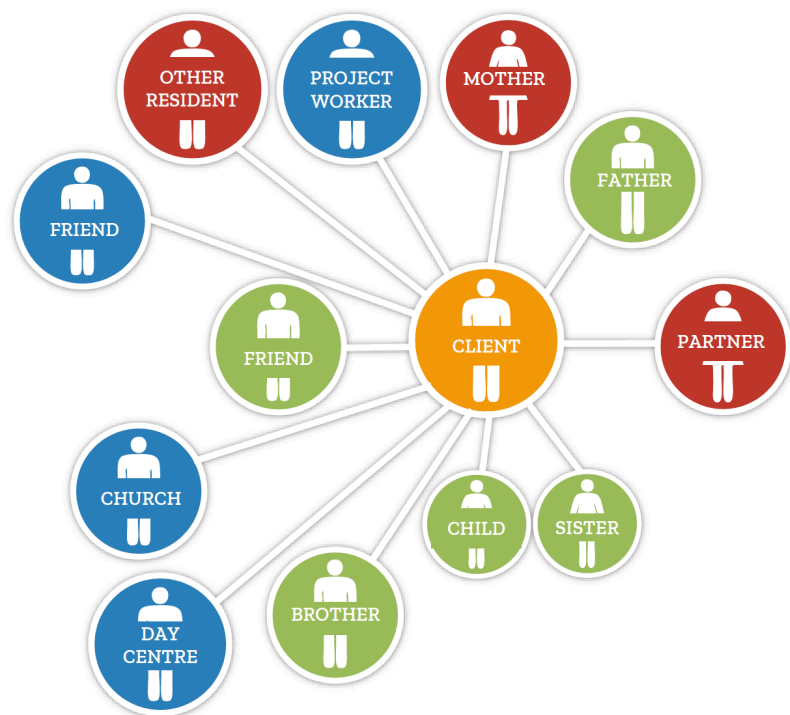 OTHER
RESIDENT
PROJECT
WORKER
MOTHER
FATHER
FRIEND
FRIEND
CLIENT
PARTNER
CHURCH
CHILD
SISTER
BROTHER
DAY
CENTRE